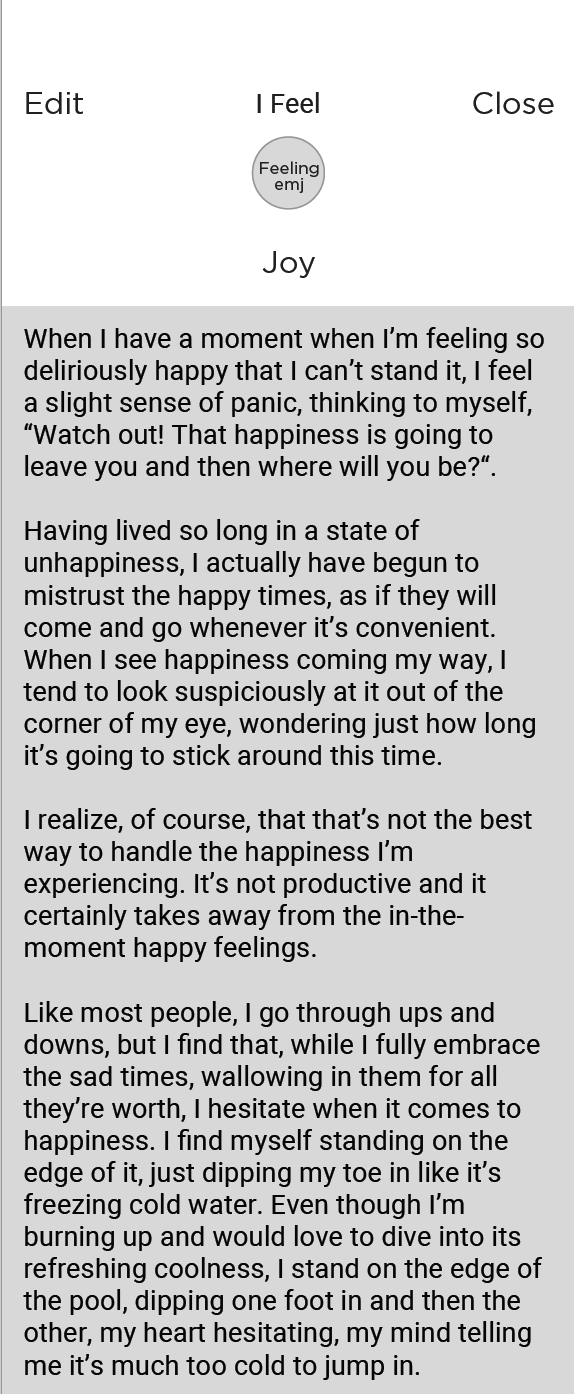 Edit
I Feel
Close
Feeling
emj
Joy
When I have a moment when I’m feeling so
deliriously happy that I can’t stand it, I feel
a slight sense of panic, thinking to myself,
“Watch out! That happiness is going to
leave you and then where will you be?“.
Having lived so long in a state of
unhappiness, I actually have begun to
mistrust the happy times, as if they will
come and go whenever it’s convenient.
When I see happiness coming my way, I
tend to look suspiciously at it out of the
corner of my eye, wondering just how long
it’s going to stick around this time.
I realize, of course, that that’s not the best
way to handle the happiness I’m
experiencing. It’s not productive and it
certainly takes away from the in-the-
moment happy feelings.
Like most people, I go through ups and
downs, but I find that, while I fully embrace
the sad times, wallowing in them for all
they’re worth, I hesitate when it comes to
happiness. I find myself standing on the
edge of it, just dipping my toe in like it’s
freezing cold water. Even though I’m
burning up and would love to dive into its
refreshing coolness, I stand on the edge of
the pool, dipping one foot in and then the
other, my heart hesitating, my mind telling
me it’s much too cold to jump in.